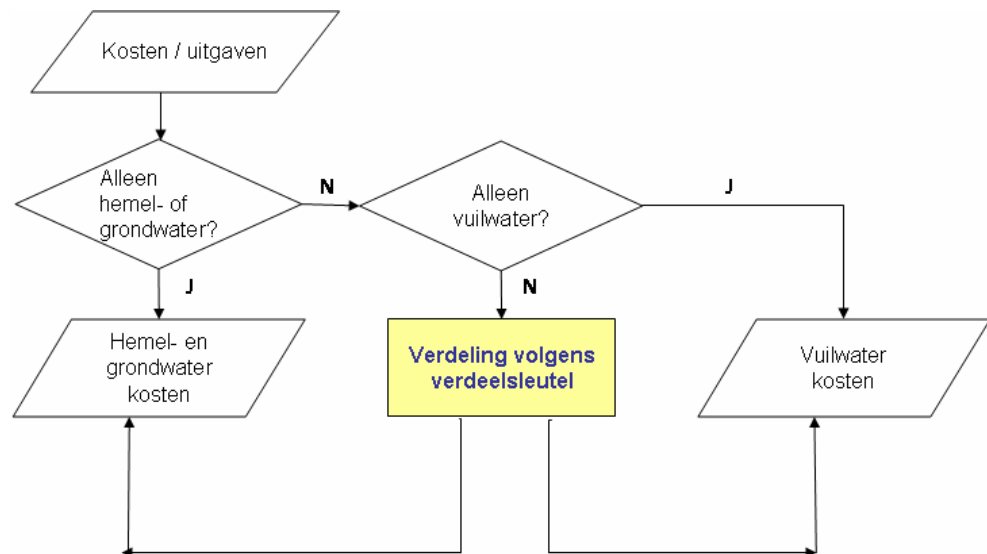 Kosten / uitgaven
Alleen
hemel- of
grondwater?
N
Alleen
vuilwater?
J
J
N
Hemel- en
grondwater
kosten
Verdeling volgens
verdeelsleutel
Vuilwater
kosten